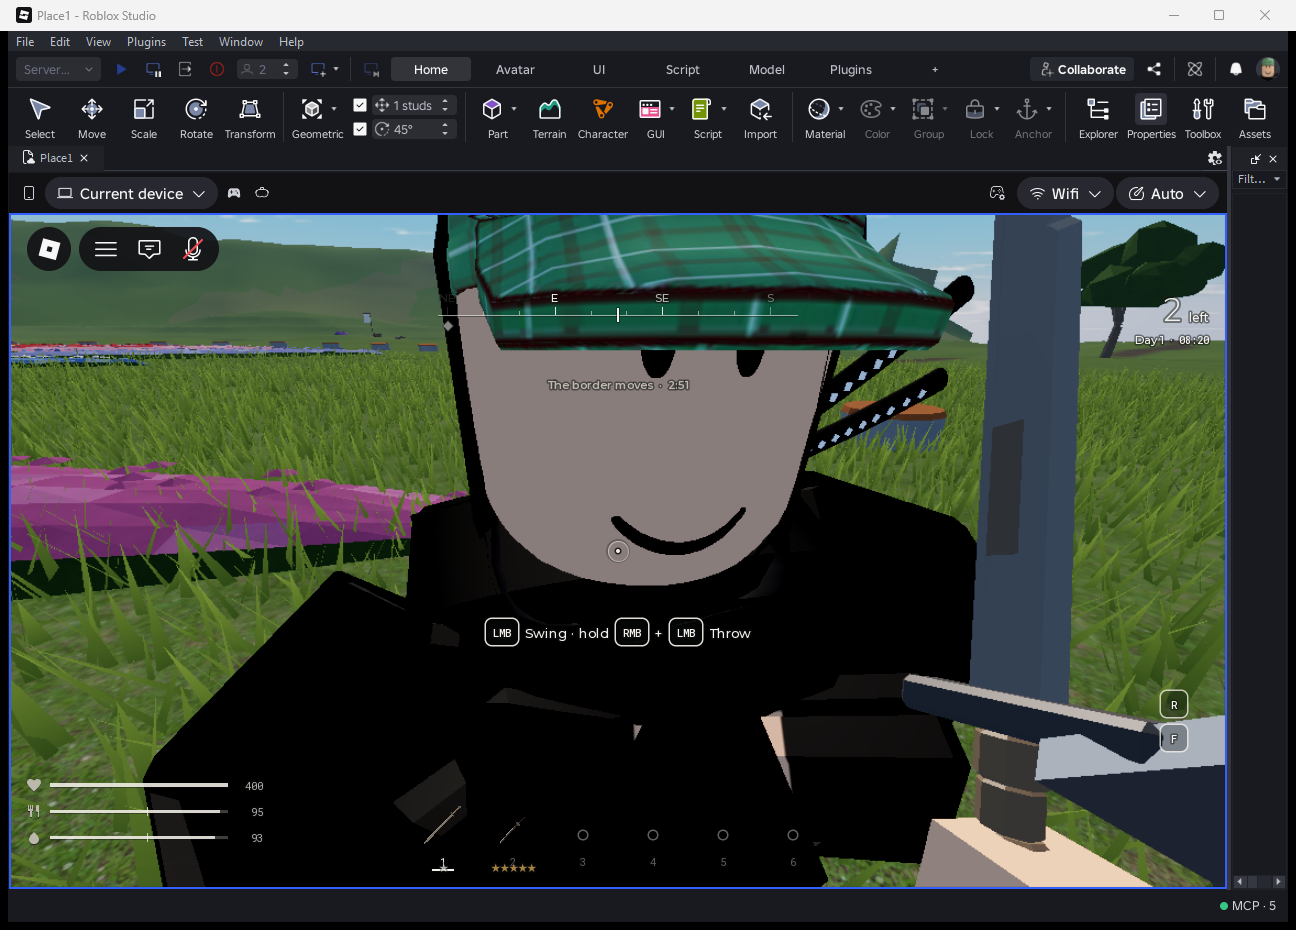 Place1 - Roblox Studio
File Edit View Plugins Test Window Help
Server... 2 Home Avatar UI Script Model Plugins + Collaborate
1 studs
45°
Select Move Scale Rotate Transform Geometric Part Terrain Character GUI Script Import Material Color Group Lock Anchor Explorer Properties Toolbox Assets
Place1
Filt...
Current device Wifi Auto
NE E SE S
2 left
Day 1 · 08:20
The border moves · 2:51
LMB Swing · hold RMB + LMB Throw
R
F
400
95
93
1 2 3 4 5 6
★ ★★★★★
MCP · 5